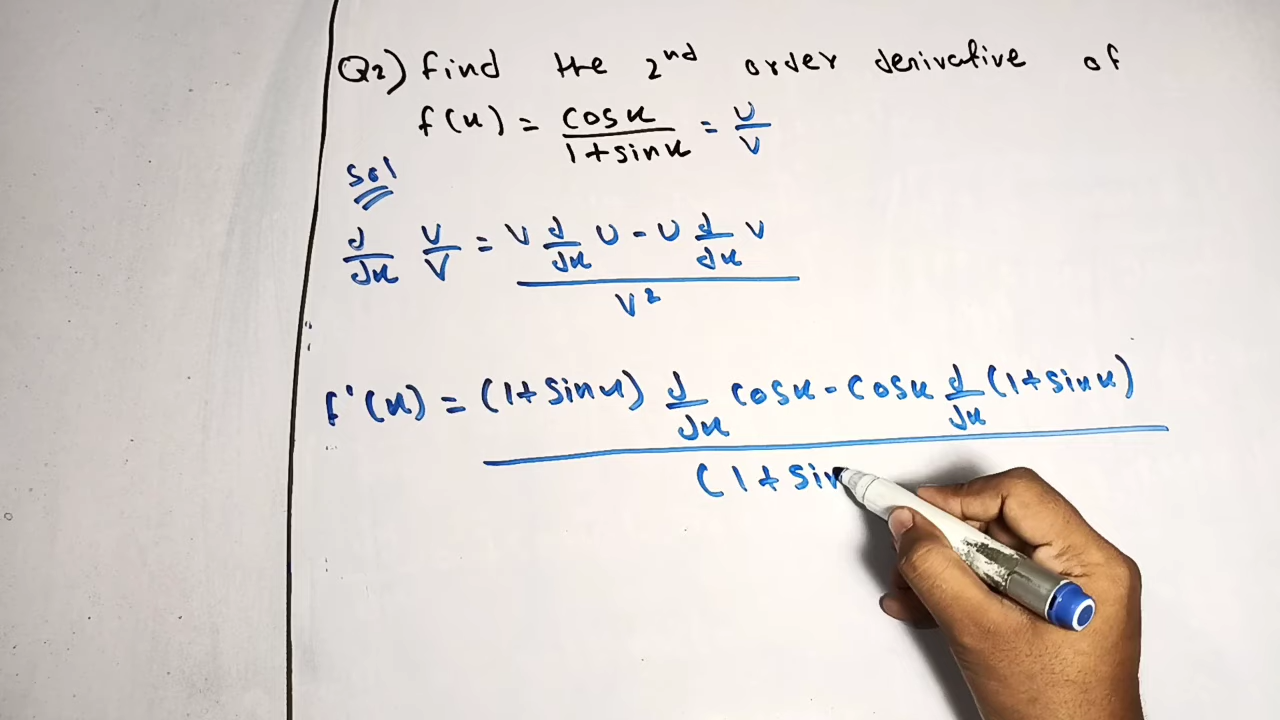 Q2) find the 2nd order derivative of
f(x) = cosx / 1+sinx = U/V
Sol
d/dx U/V = V d/dx U - U d/dx V / V²
f'(x) = (1+sinx) d/dx cosx - cosx d/dx (1+sinx) / (1+sin